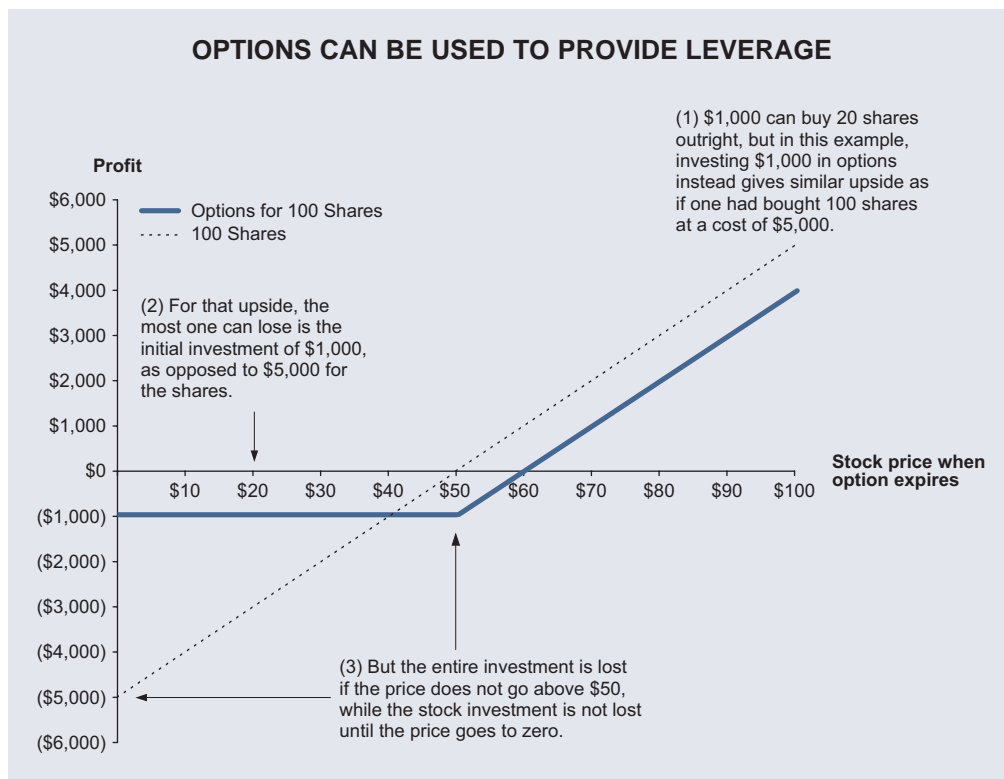 OPTIONS CAN BE USED TO PROVIDE LEVERAGE
(1) $1,000 can buy 20 shares
outright, but in this example,
investing $1,000 in options
instead gives similar upside as
if one had bought 100 shares
at a cost of $5,000.
Profit
$6,000
$5,000
$4,000
$3,000
$2,000
$1,000
$0
($1,000)
($2,000)
($3,000)
($4,000)
($5,000)
($6,000)
Options for 100 Shares
100 Shares
(2) For that upside, the
most one can lose is the
initial investment of $1,000,
as opposed to $5,000 for
the shares.
$10 $20 $30 $40 $50 $60 $70 $80 $90 $100
Stock price when
option expires
(3) But the entire investment is lost
if the price does not go above $50,
while the stock investment is not lost
until the price goes to zero.